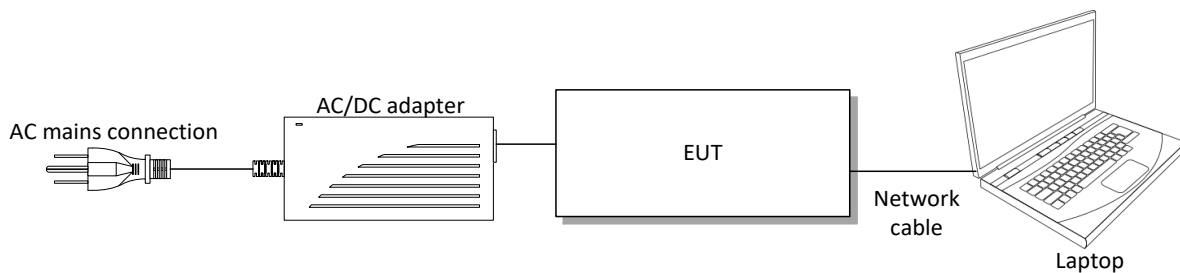 AC/DC adapter
AC mains connection
EUT
Network
cable
Laptop